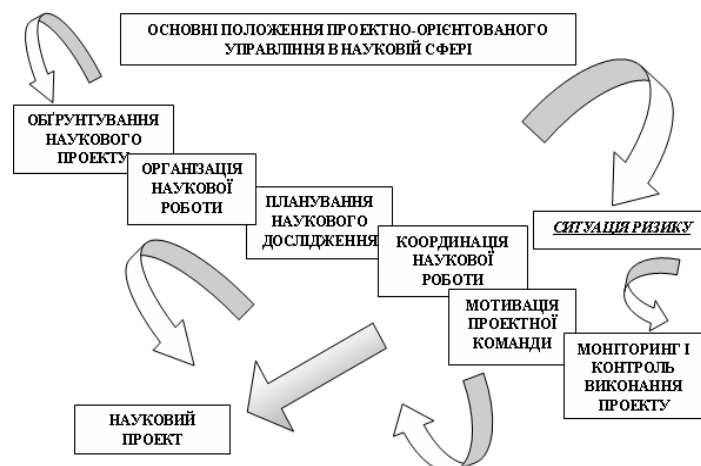 ОСНОВНІ ПОЛОЖЕННЯ ПРОЕКТНО-ОРІЄНТОВАНОГО
УПРАВЛІННЯ В НАУКОВІЙ СФЕРІ
ОБҐРУНТУВАННЯ
НАУКОВОГО
ПРОЕКТУ
ОРГАНІЗАЦІЯ
НАУКОВОЇ
РОБОТИ
ПЛАНУВАННЯ
НАУКОВОГО
ДОСЛІДЖЕННЯ
КООРДИНАЦІЯ
НАУКОВОЇ
РОБОТИ
СИТУАЦІЯ РИЗИКУ
МОТИВАЦІЯ
ПРОЕКТНОЇ
КОМАНДИ
МОНІТОРИНГ І
КОНТРОЛЬ
ВИКОНАННЯ
ПРОЕКТУ
НАУКОВИЙ
ПРОЕКТ